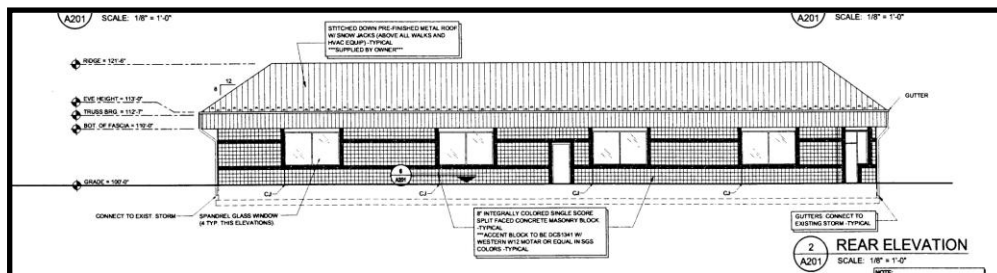 A201
SCALE: 1/8" = 1'-0"
A201
SCALE: 1/8" = 1'-0"
STITCHED DOWN PRE-FINISHED METAL ROOF
W/ SNOW JACKS (ABOVE ALL WALKS AND
HVAC EQUIP) -TYPICAL
***SUPPLIED BY OWNER***
RIDGE = 121'-6"
12
8
EVE HEIGHT = 113'-0"
TRUSS BRG. = 112'-7"
BOT. OF FASCIA = 110'-0"
GUTTER
6
A201
GRADE = 100'-0"
CJ
CJ
CJ
CJ
CONNECT TO EXIST. STORM
SPANDREL GLASS WINDOW
(4 TYP. THIS ELEVATIONS)
8" INTEGRALLY COLORED SINGLE SCORE
SPLIT FACED CONCRETE MASONRY BLOCK
-TYPICAL
***ACCENT BLOCK TO BE DCS1341 W/
WESTERN W12 MOTAR OR EQUAL IN SGS
COLORS -TYPICAL
GUTTERS: CONNECT TO
EXISTING STORM -TYPICAL
2
A201
REAR ELEVATION
SCALE: 1/8" = 1'-0"
NOTE: